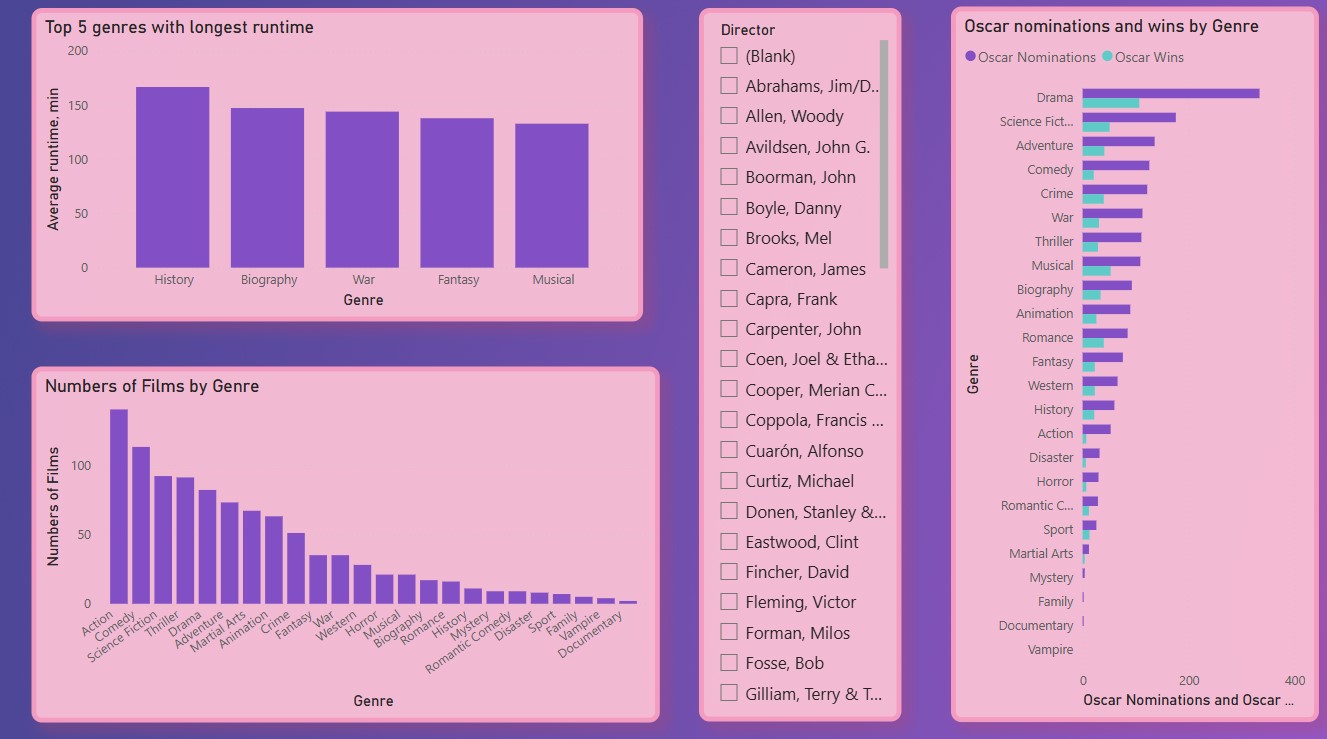 Top 5 genres with longest runtime
Average runtime, min
200
150
100
50
0
History Biography War Fantasy Musical
Genre
Numbers of Films by Genre
Numbers of Films
100
50
0
Action Comedy Science Fiction Thriller Drama Adventure Martial Arts Animation Crime Fantasy War Western Horror Musical Biography Romance History Mystery Romantic Comedy Disaster Sport Family Vampire Documentary
Genre
Director
(Blank)
Abrahams, Jim/D...
Allen, Woody
Avildsen, John G.
Boorman, John
Boyle, Danny
Brooks, Mel
Cameron, James
Capra, Frank
Carpenter, John
Coen, Joel & Etha...
Cooper, Merian C...
Coppola, Francis ...
Cuarón, Alfonso
Curtiz, Michael
Donen, Stanley &...
Eastwood, Clint
Fincher, David
Fleming, Victor
Forman, Milos
Fosse, Bob
Gilliam, Terry & T...
Oscar nominations and wins by Genre
Oscar Nominations Oscar Wins
Genre
Drama
Science Fict...
Adventure
Comedy
Crime
War
Thriller
Musical
Biography
Animation
Romance
Fantasy
Western
History
Action
Disaster
Horror
Romantic C...
Sport
Martial Arts
Mystery
Family
Documentary
Vampire
0 200 400
Oscar Nominations and Oscar ...